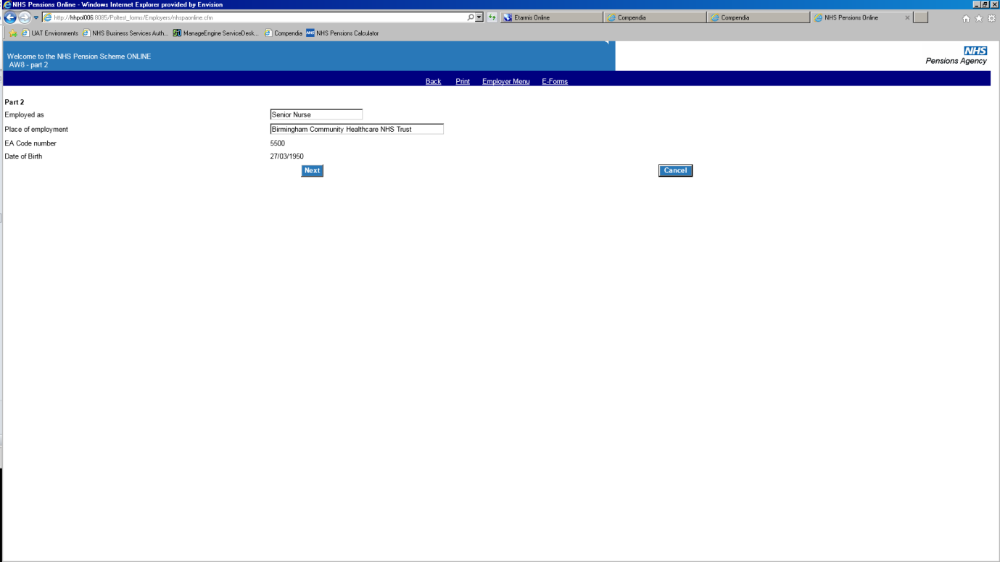 NHS Pensions Online - Windows Internet Explorer provided by Envision
http://hhpol006:8085/Poltest_forms/Employers/nhspaonline.cfm
Etarmis Online
Compendia
Compendia
NHS Pensions Online
UAT Environments
NHS Business Services Auth...
ManageEngine ServiceDesk...
Compendia
NHS Pensions Calculator
Welcome to the NHS Pension Scheme ONLINE
AW8 - part 2
NHS
Pensions Agency
Back Print Employer Menu E-Forms
Part 2
Employed as Senior Nurse
Place of employment Birmingham Community Healthcare NHS Trust
EA Code number 5500
Date of Birth 27/03/1950
Next Cancel